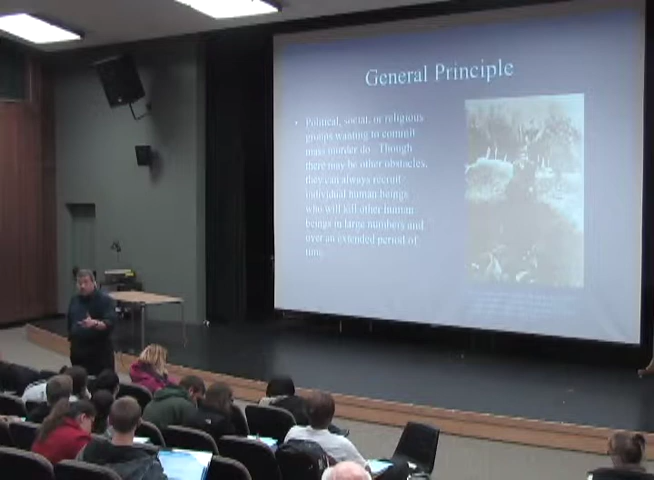 General Principle
• Political, social, or religious
groups wanting to commit
mass murder do. Though
there may be other obstacles,
they can always recruit
individual human beings
who will kill other human
beings in large numbers and
over an extended period of
time.